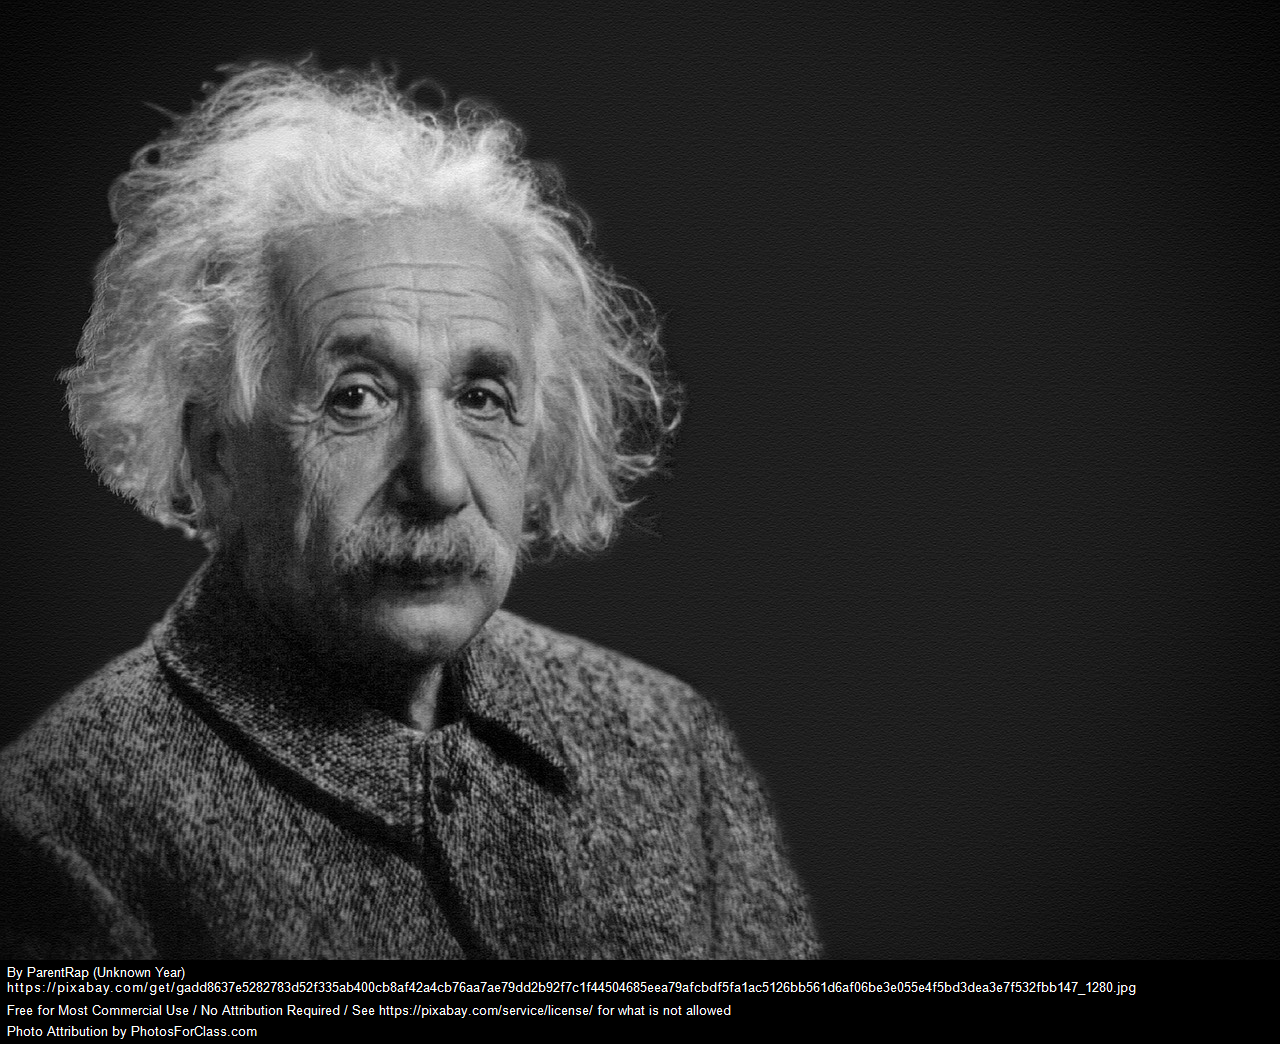 By ParentRap (Unknown Year)
https://pixabay.com/get/gadd8637e5282783d52f335ab400cb8af42a4cb76aa7ae79dd2b92f7c1f44504685eea79afcbdf5fa1ac5126bb561d6af06be3e055e4f5bd3dea3e7f532fbb147_1280.jpg
Free for Most Commercial Use / No Attribution Required / See https://pixabay.com/service/license/ for what is not allowed
Photo Attribution by PhotosForClass.com